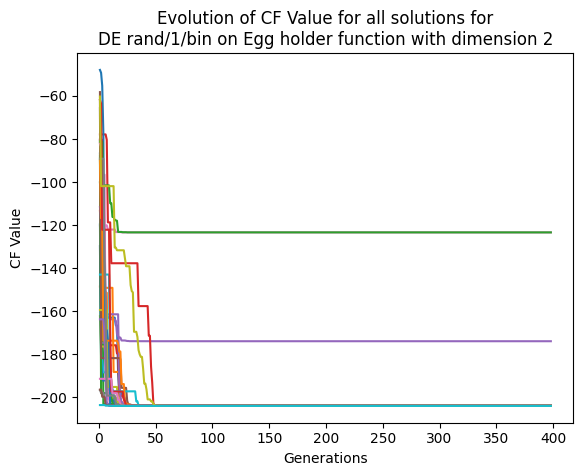 Evolution of CF Value for all solutions for
DE rand/1/bin on Egg holder function with dimension 2
−60
−80
−100
−120
−140
−160
−180
−200
CF Value
0 50 100 150 200 250 300 350 400
Generations